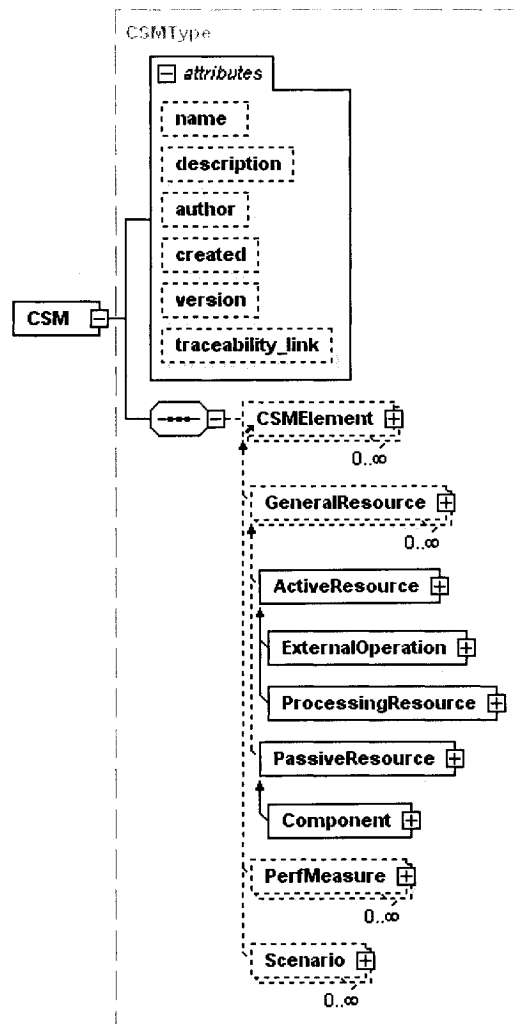 CSMType
attributes
name
description
author
created
version
traceability_link
CSM
CSMElement
0..∞
GeneralResource
0..∞
ActiveResource
ExternalOperation
ProcessingResource
PassiveResource
Component
PerfMeasure
0..∞
Scenario
0..∞